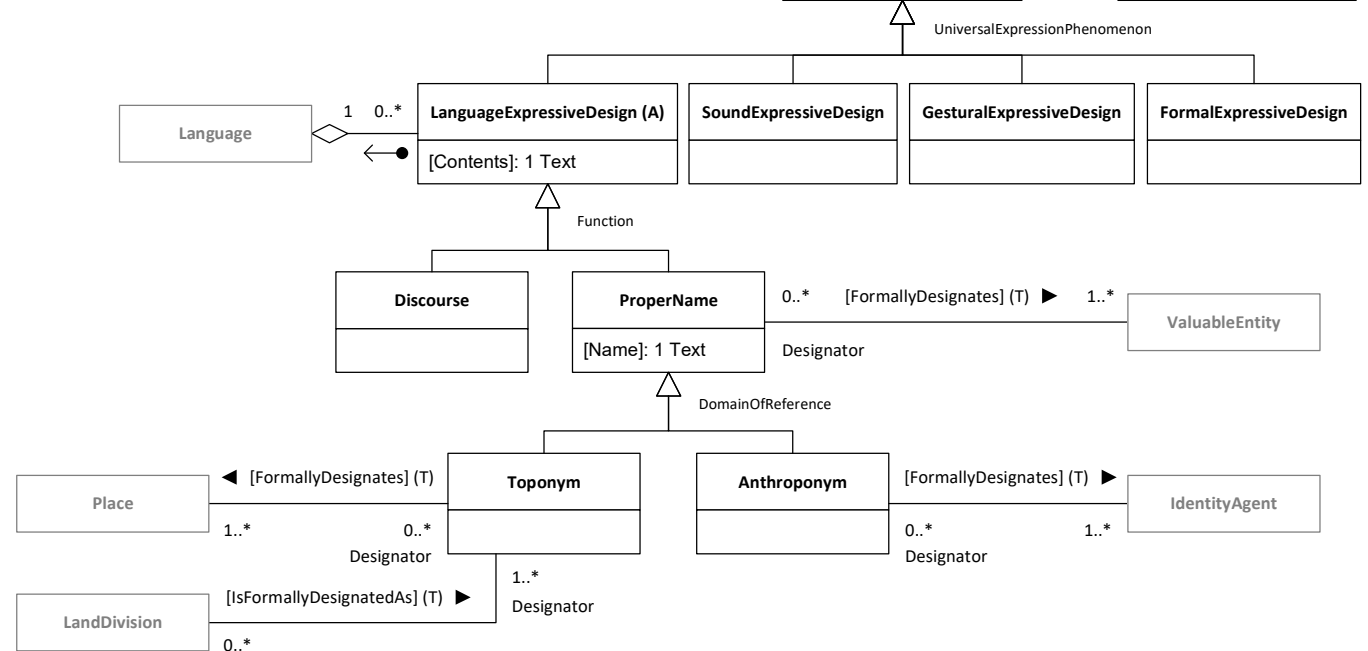 UniversalExpressionPhenomenon
LanguageExpressiveDesign (A)
SoundExpressiveDesign
GesturalExpressiveDesign
FormalExpressiveDesign
Language
1
0..*
[Contents]: 1 Text
Function
Discourse
ProperName
0..*
[FormallyDesignates] (T) ►
1..*
ValuableEntity
[Name]: 1 Text
Designator
DomainOfReference
◄ [FormallyDesignates] (T)
Toponym
Anthroponym
[FormallyDesignates] (T) ►
Place
IdentityAgent
1..*
0..*
Designator
0..*
1..*
Designator
1..*
Designator
[IsFormallyDesignatedAs] (T) ►
LandDivision
0..*